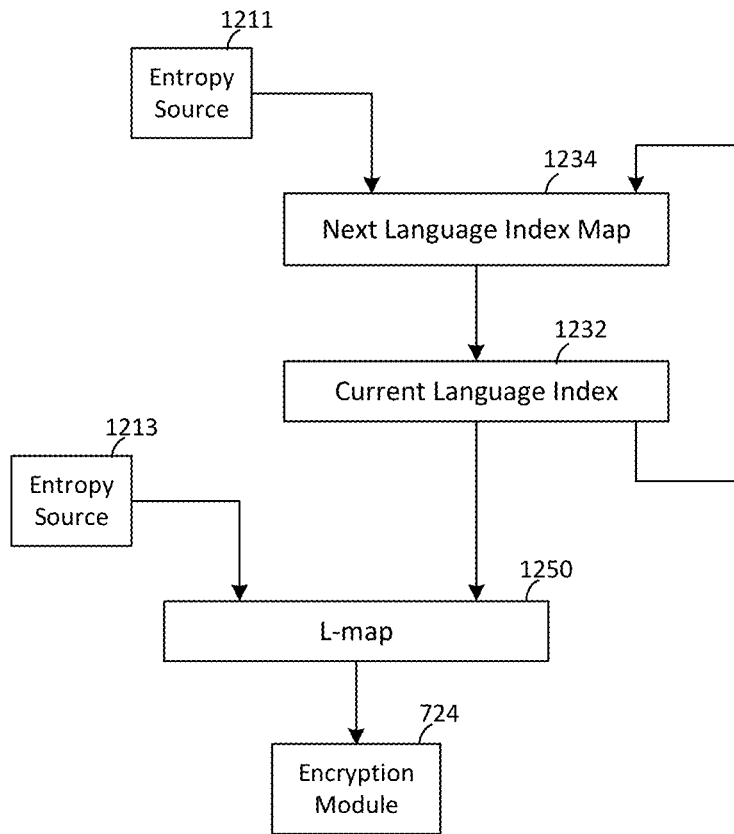 1211
Entropy
Source
1234
Next Language Index Map
1232
Current Language Index
1213
Entropy
Source
1250
L-map
724
Encryption
Module